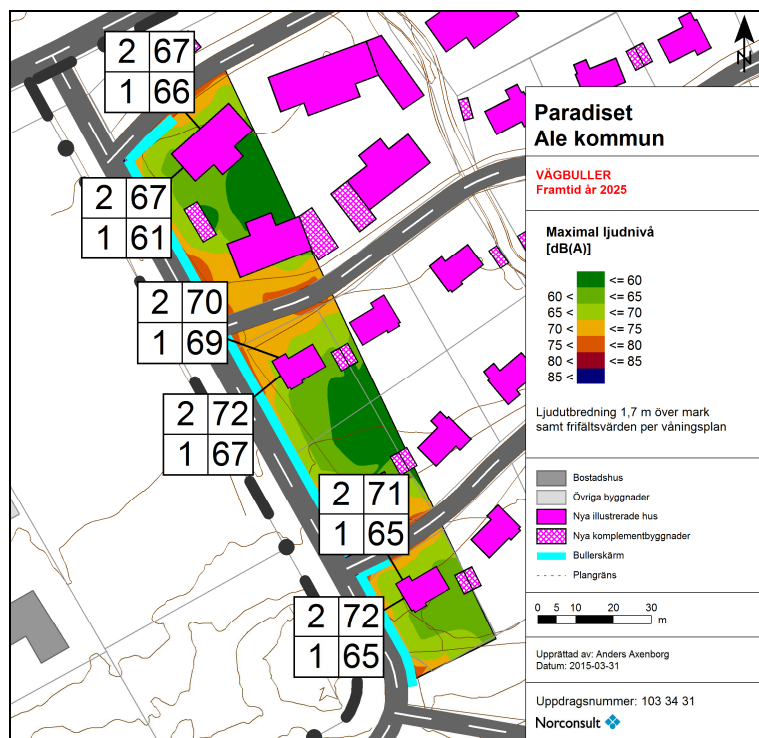 2 67
1 66
2 67
1 61
2 70
1 69
2 72
1 67
2 71
1 65
2 72
1 65
N
Paradiset
Ale kommun
VÄGBULLER
Framtid år 2025
Maximal ljudnivå
[dB(A)]
<= 60
60 < <= 65
65 < <= 70
70 < <= 75
75 < <= 80
80 < <= 85
85 <
Ljudutbredning 1,7 m över mark
samt frifältsvärden per våningsplan
Bostadshus
Övriga byggnader
Nya illustrerade hus
Nya komplementbyggnader
Bullerskärm
Plangräns
0 5 10 20 30
m
Upprättad av: Anders Axenborg
Datum: 2015-03-31
Uppdragsnummer: 103 34 31
Norconsult